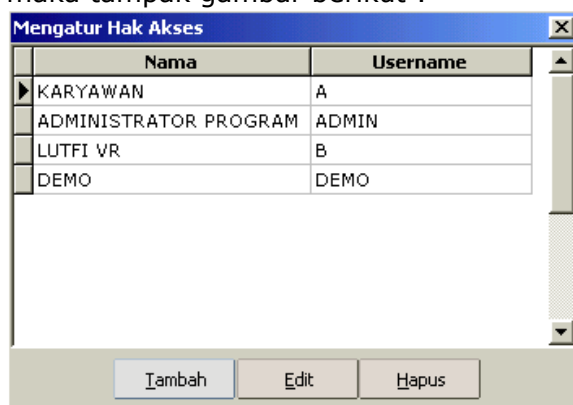 maka tampak gambar berikut :
Mengatur Hak Akses
Nama Username
KARYAWAN A
ADMINISTRATOR PROGRAM ADMIN
LUTFI VR B
DEMO DEMO
Tambah Edit Hapus